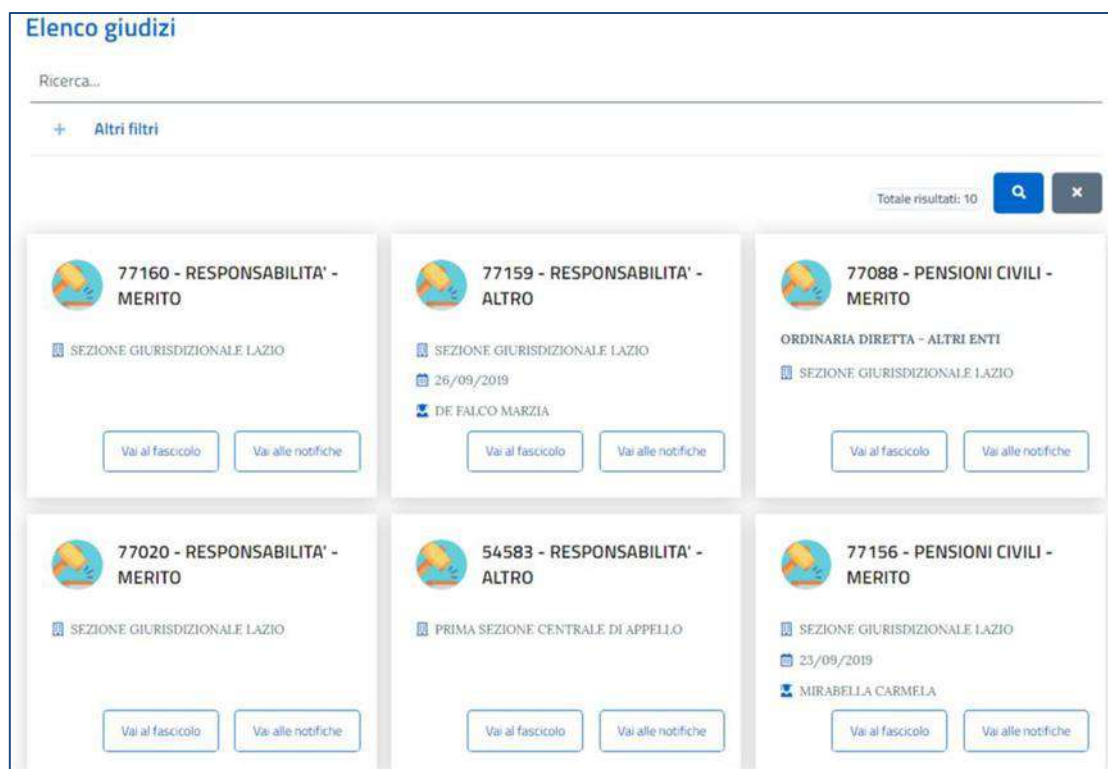 Elenco giudizi
Ricerca...
+ Altri filtri
Totale risultati: 10
77160 - RESPONSABILITA' -
MERITO
SEZIONE GIURISDIZIONALE LAZIO
Vai al fascicolo Vai alle notifiche
77159 - RESPONSABILITA' -
ALTRO
SEZIONE GIURISDIZIONALE LAZIO
26/09/2019
DE FALCO MARZIA
Vai al fascicolo Vai alle notifiche
77088 - PENSIONI CIVILI -
MERITO
ORDINARIA DIRETTA - ALTRI ENTI
SEZIONE GIURISDIZIONALE LAZIO
Vai al fascicolo Vai alle notifiche
77020 - RESPONSABILITA' -
MERITO
SEZIONE GIURISDIZIONALE LAZIO
Vai al fascicolo Vai alle notifiche
54583 - RESPONSABILITA' -
ALTRO
PRIMA SEZIONE CENTRALE DI APPELLO
Vai al fascicolo Vai alle notifiche
77156 - PENSIONI CIVILI -
MERITO
SEZIONE GIURISDIZIONALE LAZIO
23/09/2019
MIRABELLA CARMELA
Vai al fascicolo Vai alle notifiche